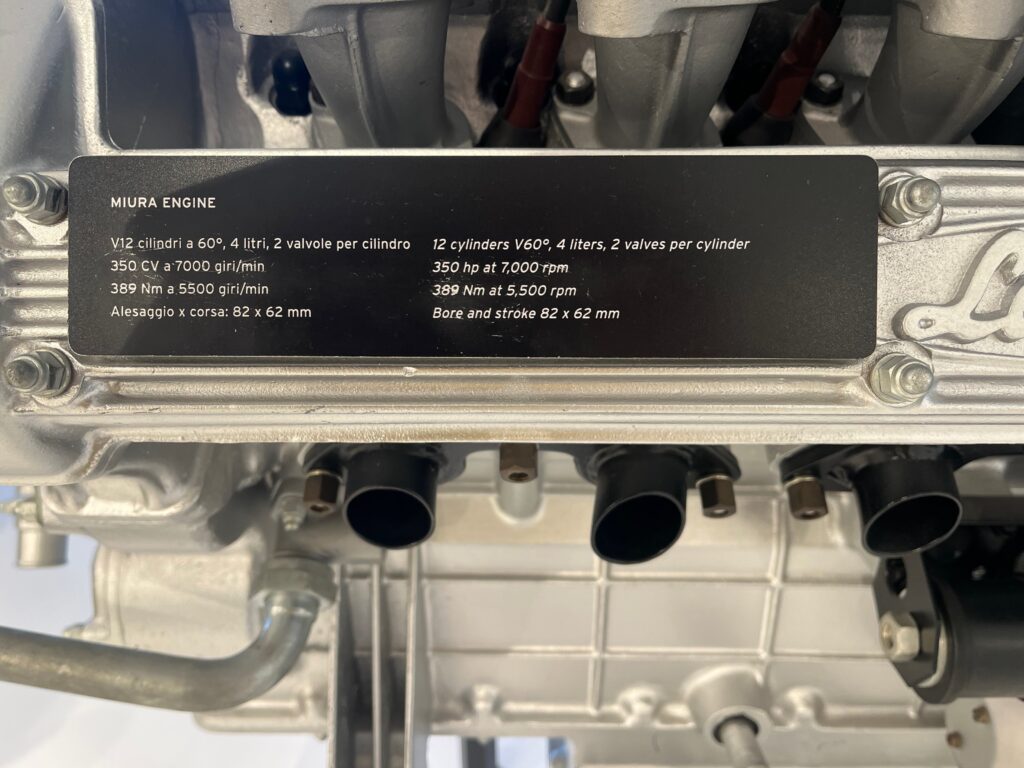 MIURA ENGINE
V12 cilindri a 60°, 4 litri, 2 valvole per cilindro
350 CV a 7000 giri/min
389 Nm a 5500 giri/min
Alesaggio x corsa: 82 x 62 mm
12 cylinders V60°, 4 liters, 2 valves per cylinder
350 hp at 7,000 rpm
389 Nm at 5,500 rpm
Bore and stroke 82 x 62 mm